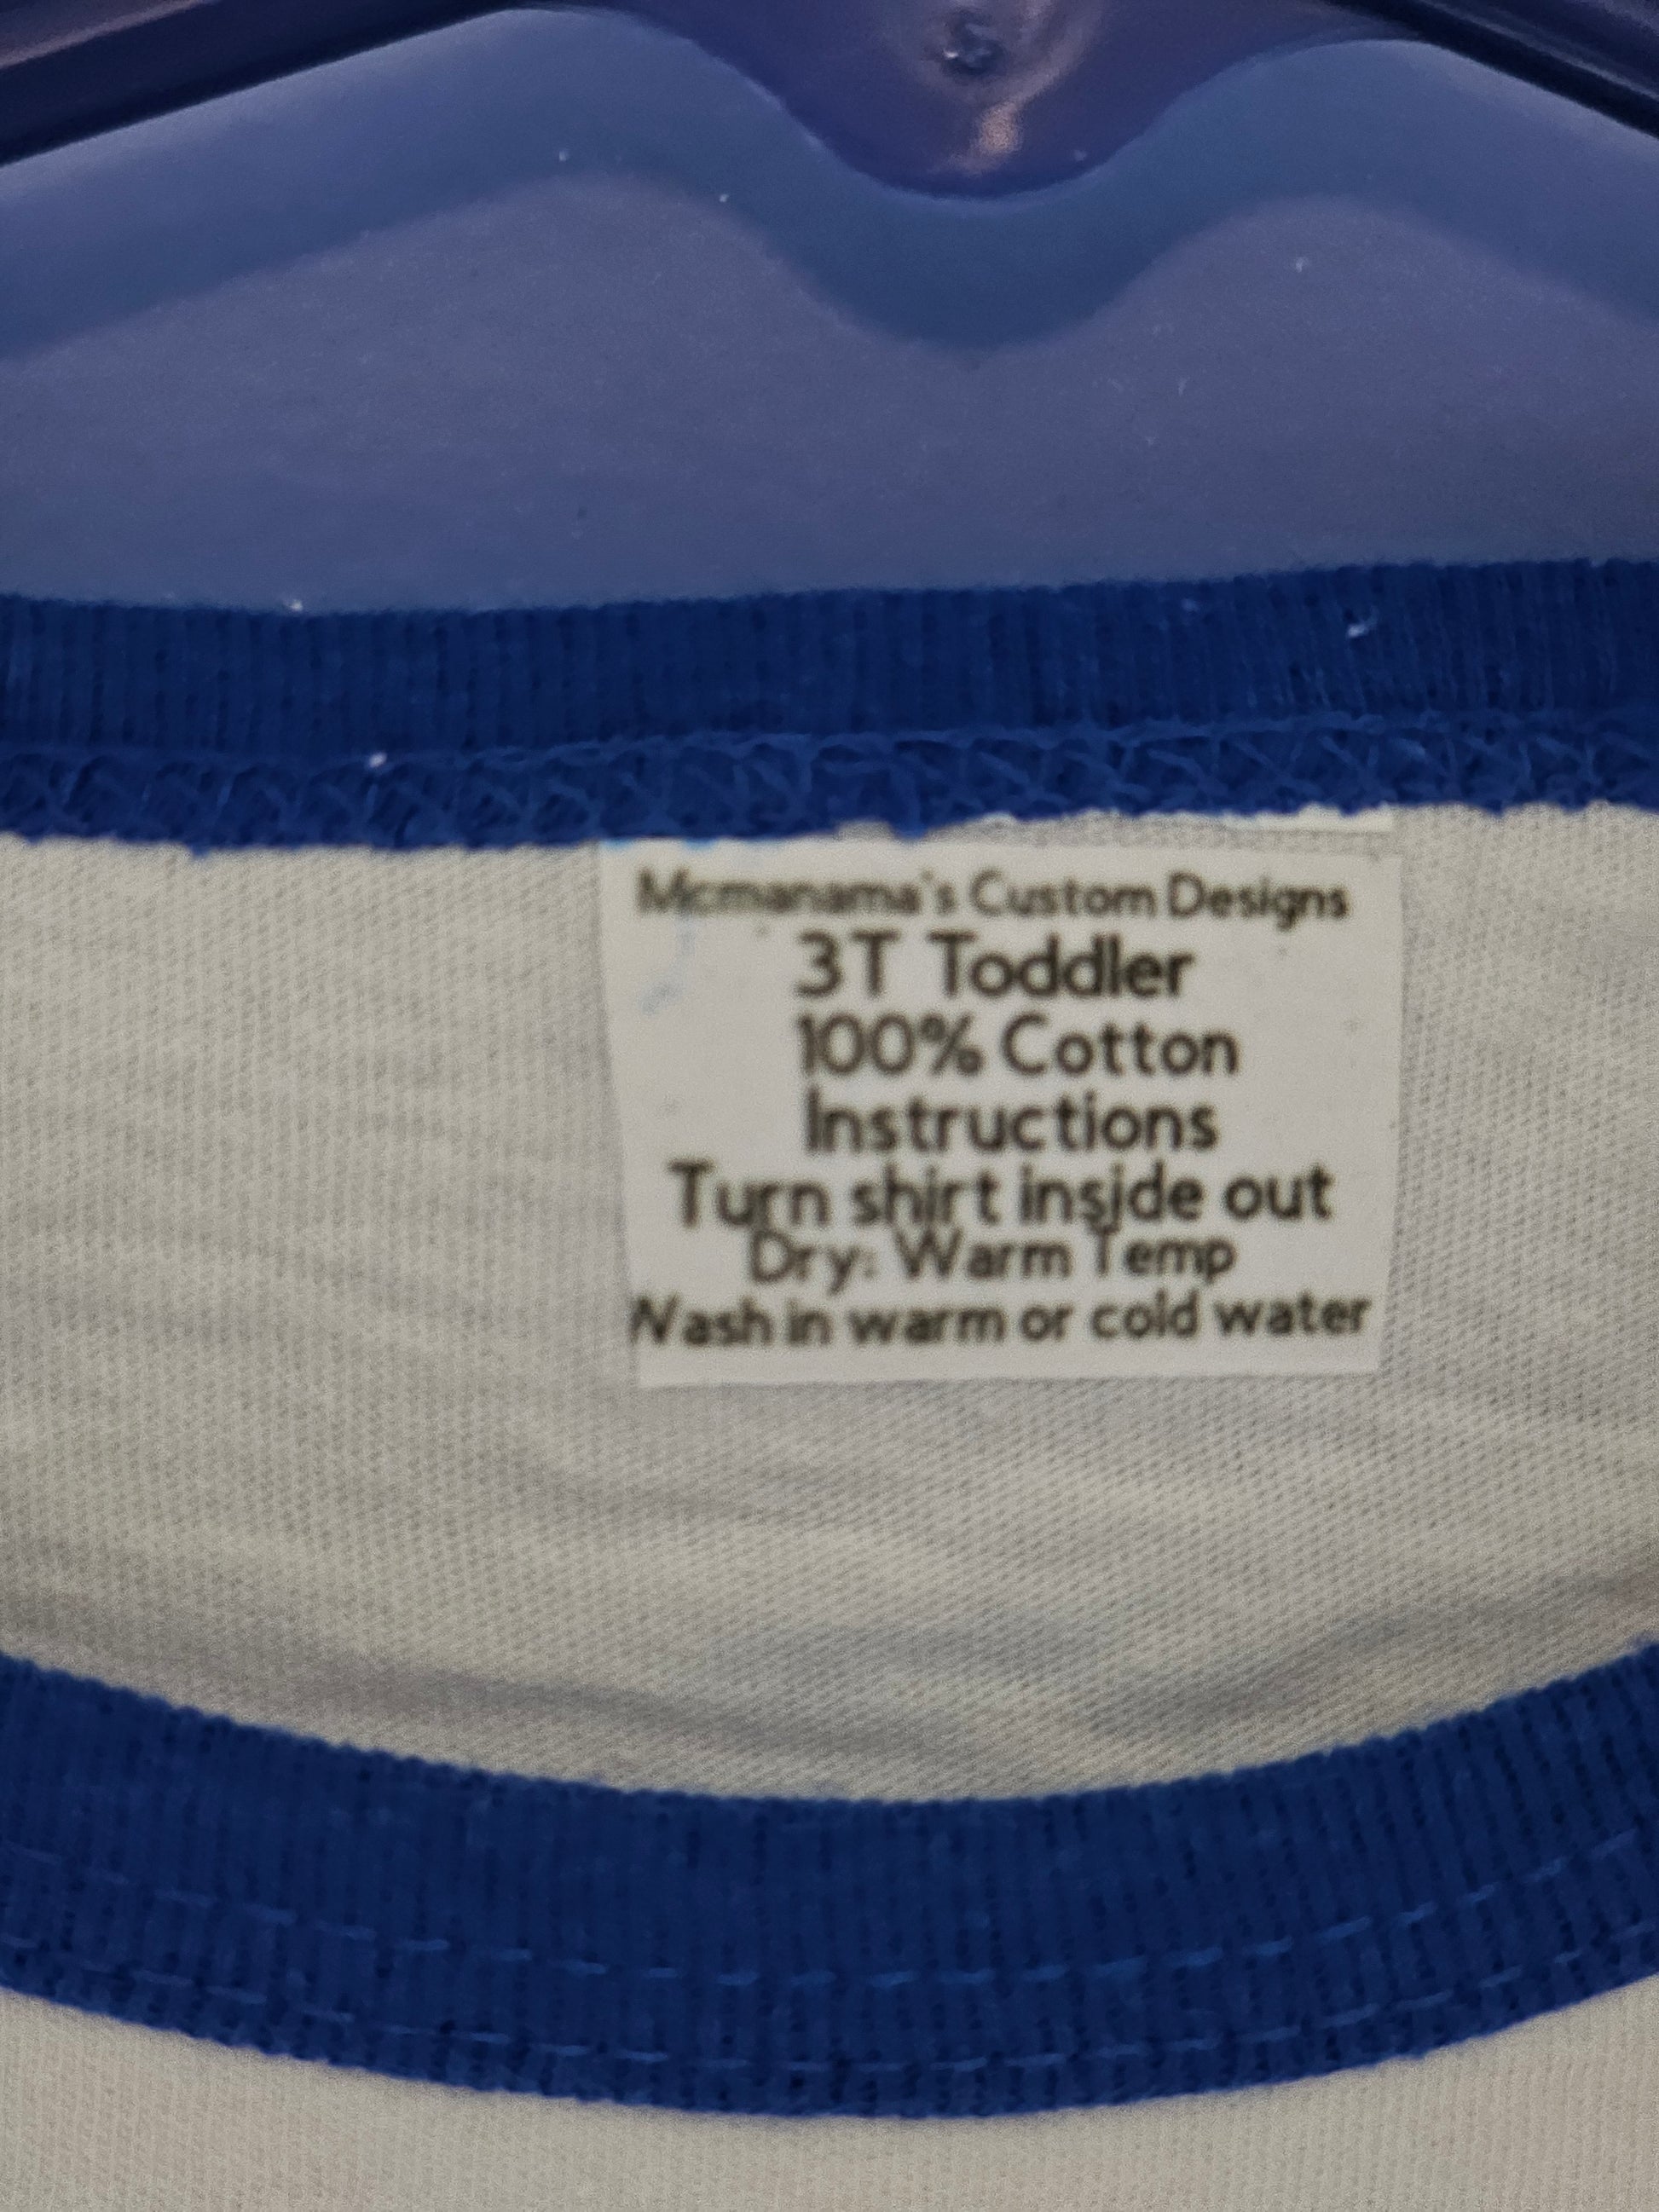 Mcmanama's Custom Designs
3T Toddler
100% Cotton
Instructions
Turn shirt inside out
Dry: Warm Temp
Wash in warm or cold water